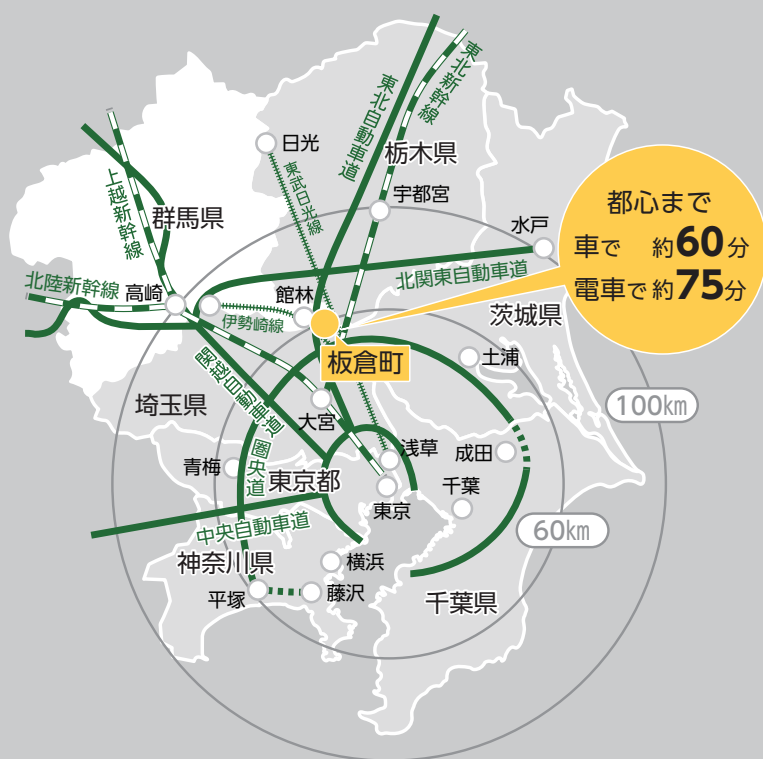 東北新幹線
東北自動車道
日光
栃木県
東武日光線
上越新幹線
群馬県
宇都宮
水戸
都心まで
車で 約60分
電車で約75分
北関東自動車道
北陸新幹線
高崎
館林
伊勢崎線
茨城県
板倉町
土浦
関越自動車道
埼玉県
大宮
100km
圏央道
青梅
東京都
浅草
成田
東京
千葉
中央自動車道
60km
神奈川県
横浜
平塚
藤沢
千葉県